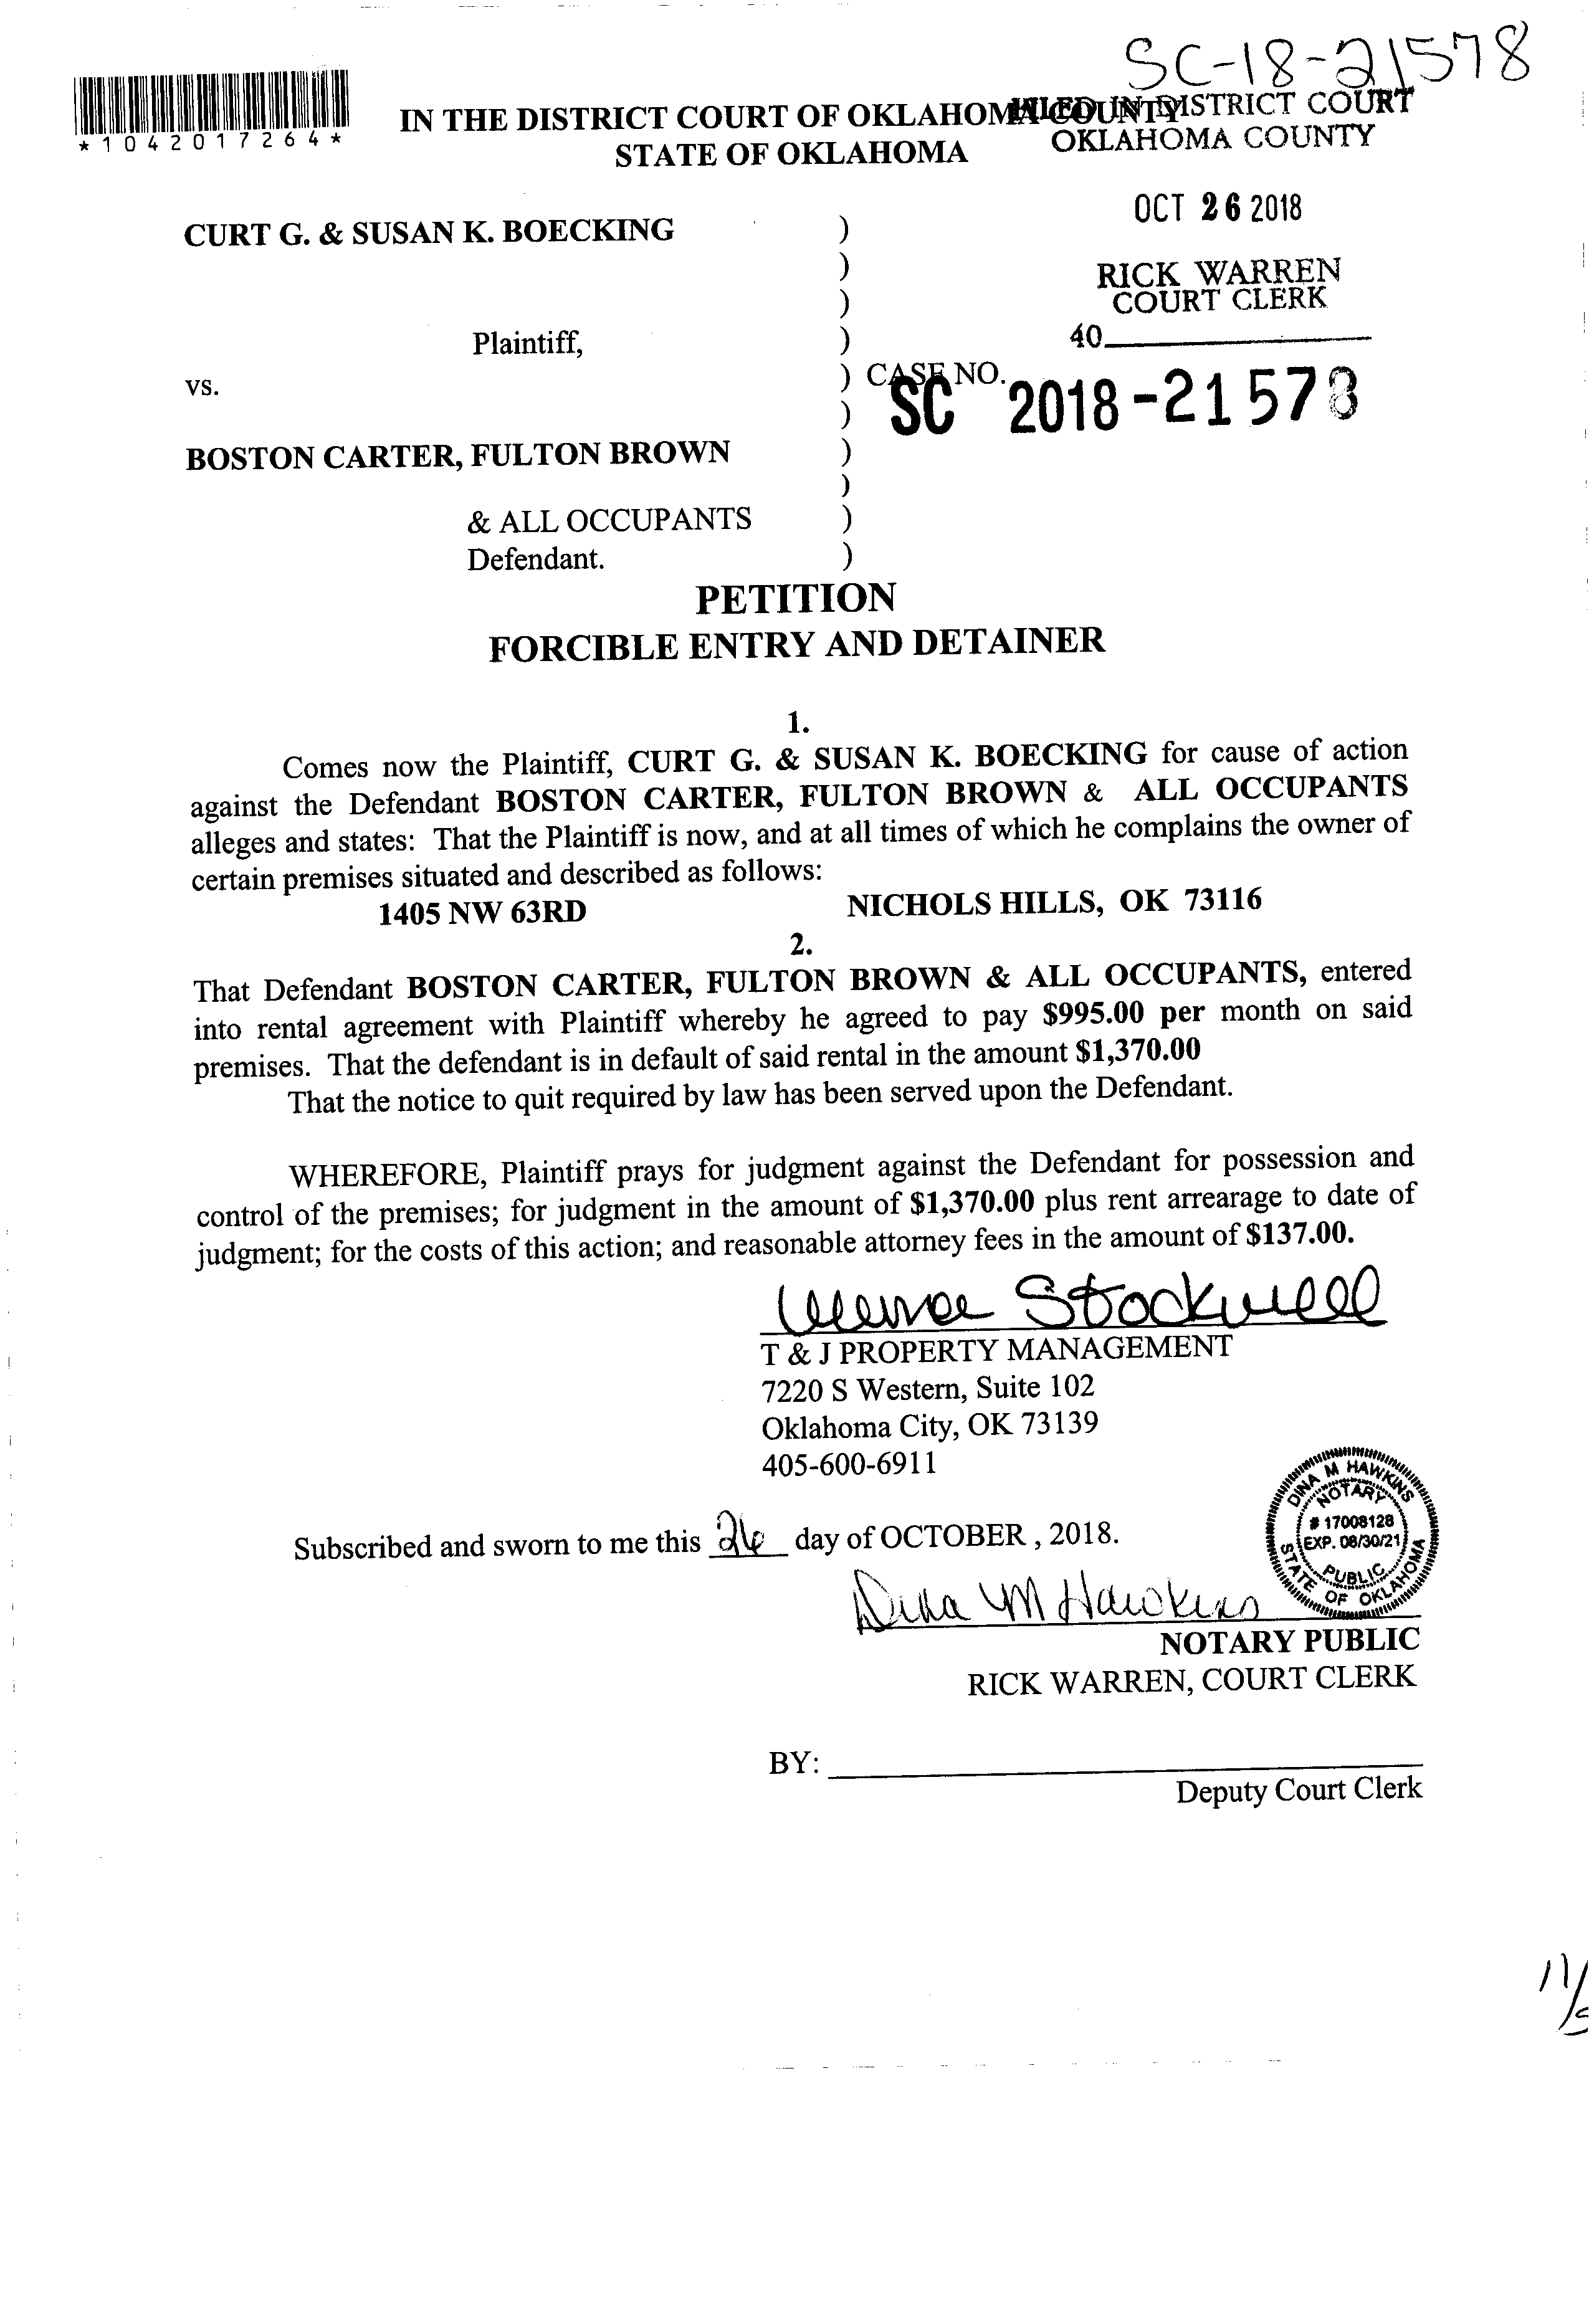 SC-18-21578
*1042017264*
IN THE DISTRICT COURT OF OKLAHOMA COUNTY
STATE OF OKLAHOMA
FILED IN DISTRICT COURT
OKLAHOMA COUNTY
OCT 26 2018
RICK WARREN
COURT CLERK
40
CURT G. & SUSAN K. BOECKING )
)
)
Plaintiff, )
vs. ) CASE NO. SC 2018-21578
)
BOSTON CARTER, FULTON BROWN )
)
& ALL OCCUPANTS )
Defendant. )
PETITION
FORCIBLE ENTRY AND DETAINER
1.
Comes now the Plaintiff, CURT G. & SUSAN K. BOECKING for cause of action
against the Defendant BOSTON CARTER, FULTON BROWN & ALL OCCUPANTS
alleges and states: That the Plaintiff is now, and at all times of which he complains the owner of
certain premises situated and described as follows:
1405 NW 63RD NICHOLS HILLS, OK 73116
2.
That Defendant BOSTON CARTER, FULTON BROWN & ALL OCCUPANTS, entered
into rental agreement with Plaintiff whereby he agreed to pay $995.00 per month on said
premises. That the defendant is in default of said rental in the amount $1,370.00
That the notice to quit required by law has been served upon the Defendant.
WHEREFORE, Plaintiff prays for judgment against the Defendant for possession and
control of the premises; for judgment in the amount of $1,370.00 plus rent arrearage to date of
judgment; for the costs of this action; and reasonable attorney fees in the amount of $137.00.
Stockwell
T & J PROPERTY MANAGEMENT
7220 S Western, Suite 102
Oklahoma City, OK 73139
405-600-6911
DINA M HAWKINS
NOTARY
# 17008128
EXP. 08/30/21
PUBLIC
STATE OF OKLAHOMA
Subscribed and sworn to me this 26 day of OCTOBER , 2018.
Dina M Hawkins
NOTARY PUBLIC
RICK WARREN, COURT CLERK
BY:
Deputy Court Clerk
11/5